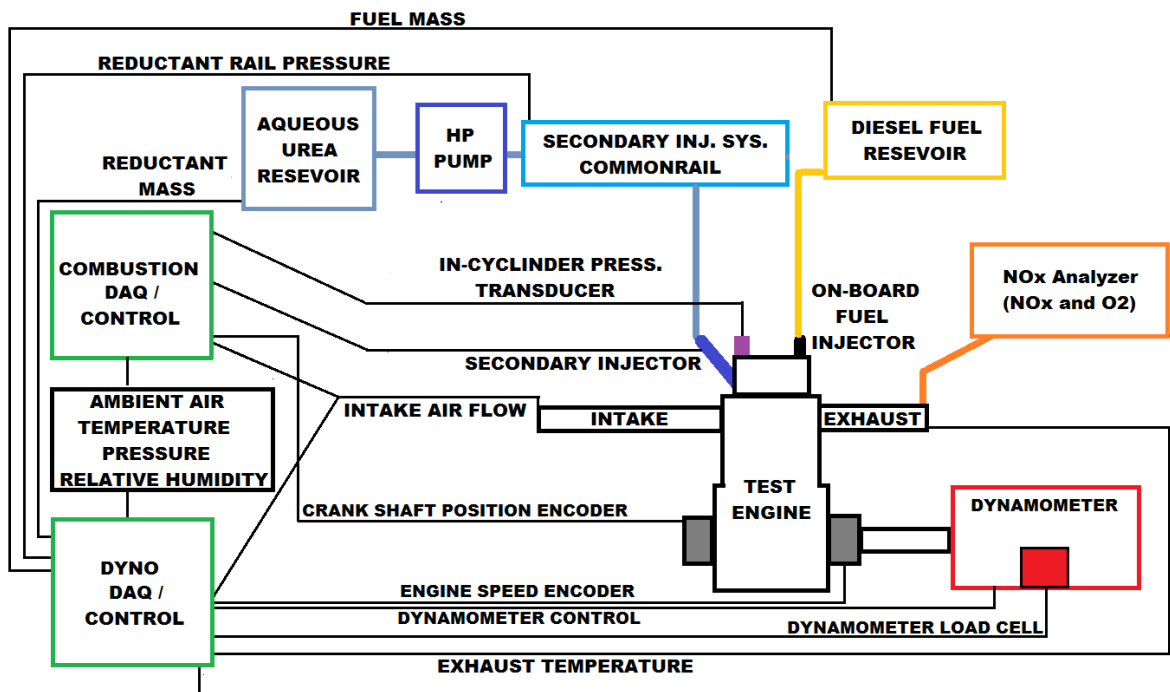 FUEL MASS
REDUCTANT RAIL PRESSURE
AQUEOUS
UREA
RESEVOIR
HP
PUMP
SECONDARY INJ. SYS.
COMMONRAIL
DIESEL FUEL
RESEVOIR
REDUCTANT
MASS
COMBUSTION
DAQ /
CONTROL
IN-CYLINDER PRESS.
TRANSDUCER
ON-BOARD
FUEL
INJECTOR
NOx Analyzer
(NOx and O2)
SECONDARY INJECTOR
AMBIENT AIR
TEMPERATURE
PRESSURE
RELATIVE HUMIDITY
INTAKE AIR FLOW
INTAKE
EXHAUST
CRANK SHAFT POSITION ENCODER
TEST
ENGINE
DYNAMOMETER
DYNO
DAQ /
CONTROL
ENGINE SPEED ENCODER
DYNAMOMETER CONTROL
DYNAMOMETER LOAD CELL
EXHAUST TEMPERATURE